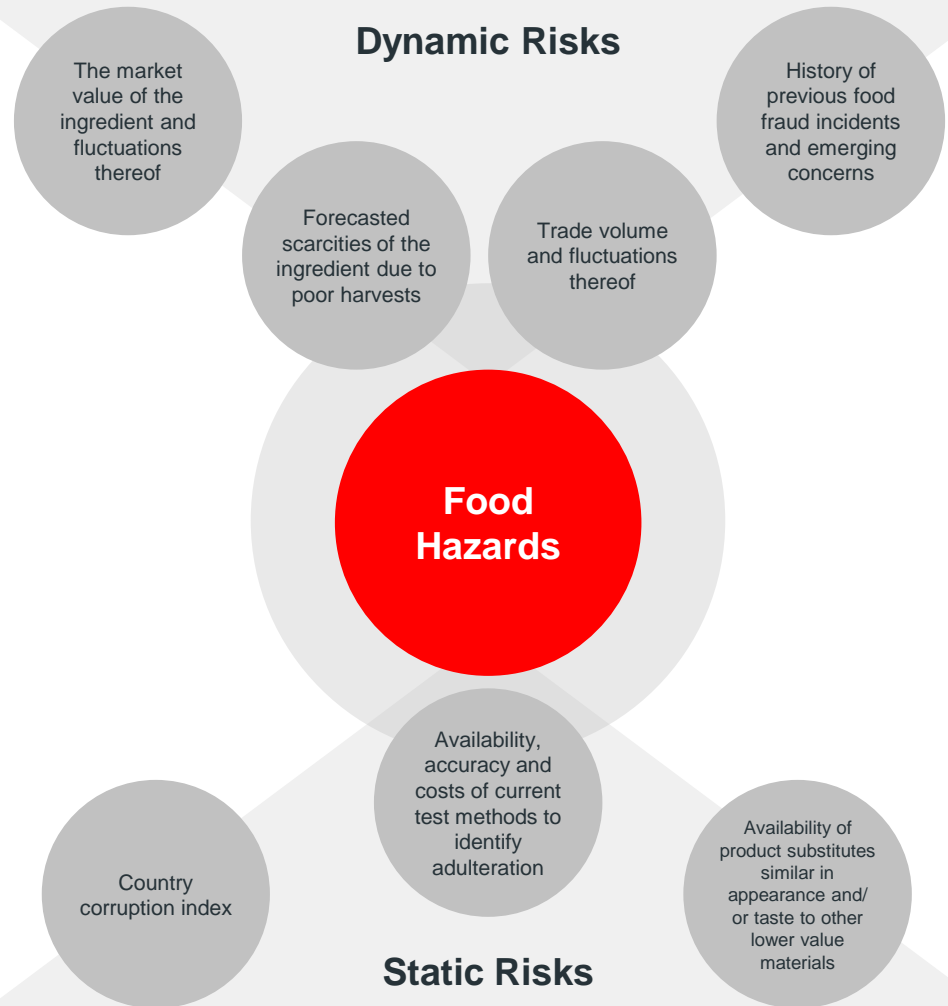 Dynamic Risks
The market
value of the
ingredient and
fluctuations
thereof
History of
previous food
fraud incidents
and emerging
concerns
Forecasted
scarcities of the
ingredient due to
poor harvests
Trade volume
and fluctuations
thereof
Food
Hazards
Availability,
accuracy and
costs of current
test methods to
identify
adulteration
Country
corruption index
Availability of
product substitutes
similar in
appearance and/
or taste to other
lower value
materials
Static Risks